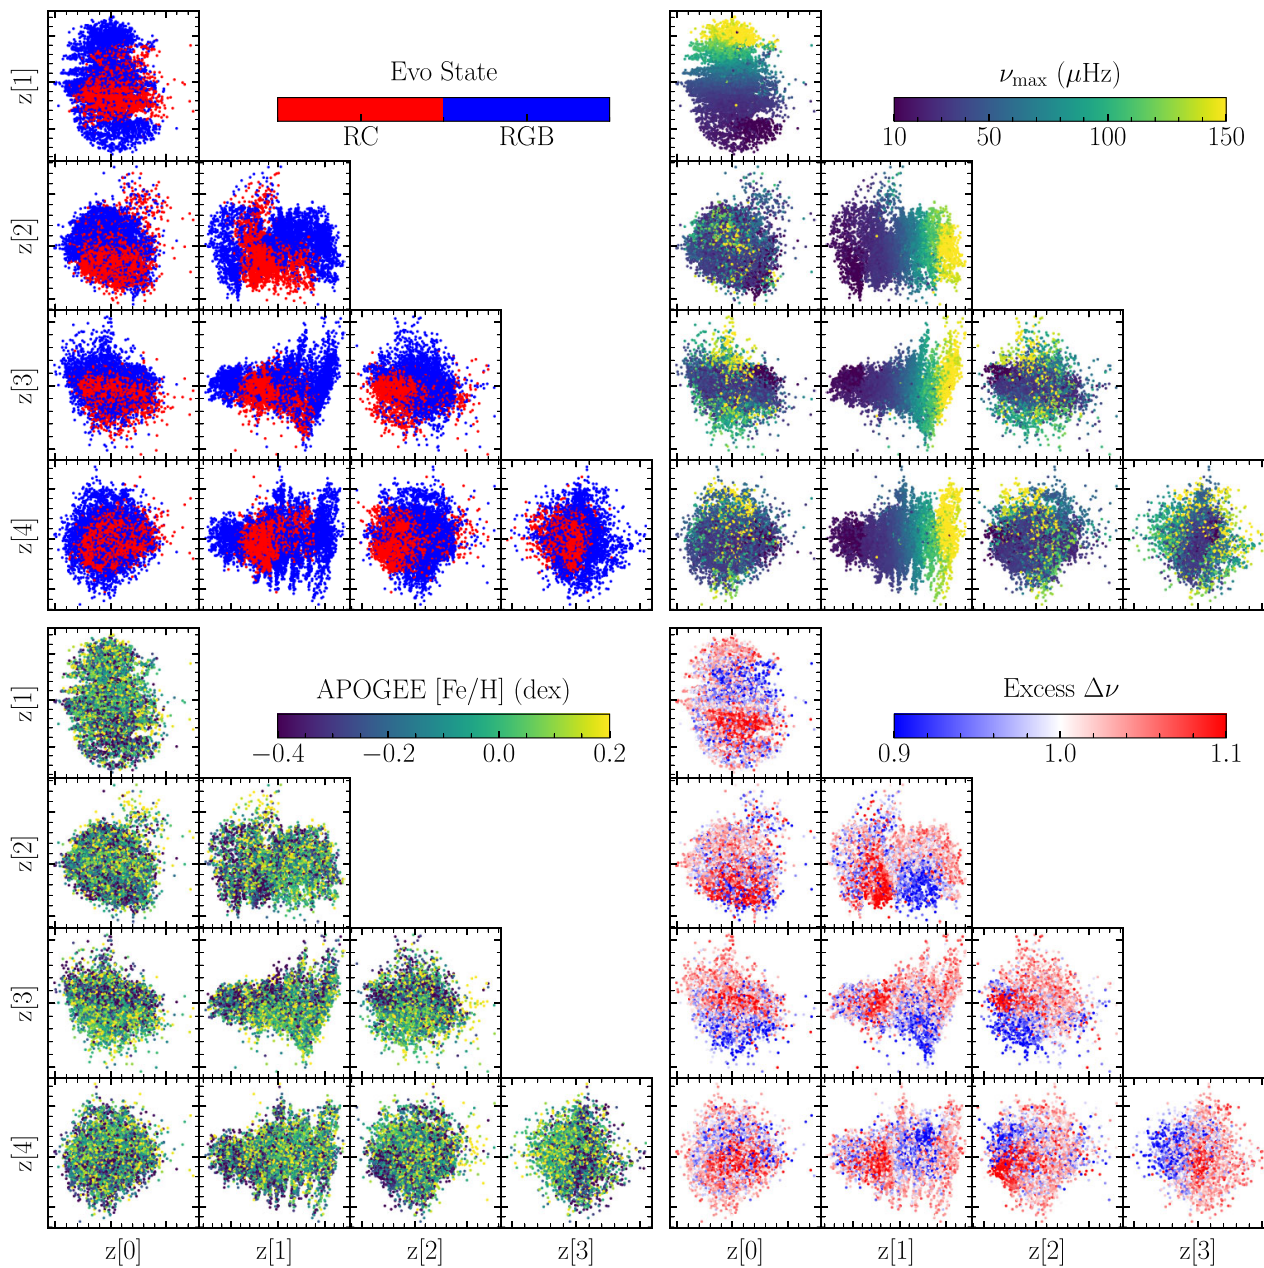 z[1]
Evo State
RC RGB
z[2]
z[3]
z[4]
ν_max (μHz)
10 50 100 150
z[1]
APOGEE [Fe/H] (dex)
−0.4 −0.2 0.0 0.2
z[2]
z[3]
z[4]
z[0] z[1] z[2] z[3]
Excess Δν
0.9 1.0 1.1
z[0] z[1] z[2] z[3]